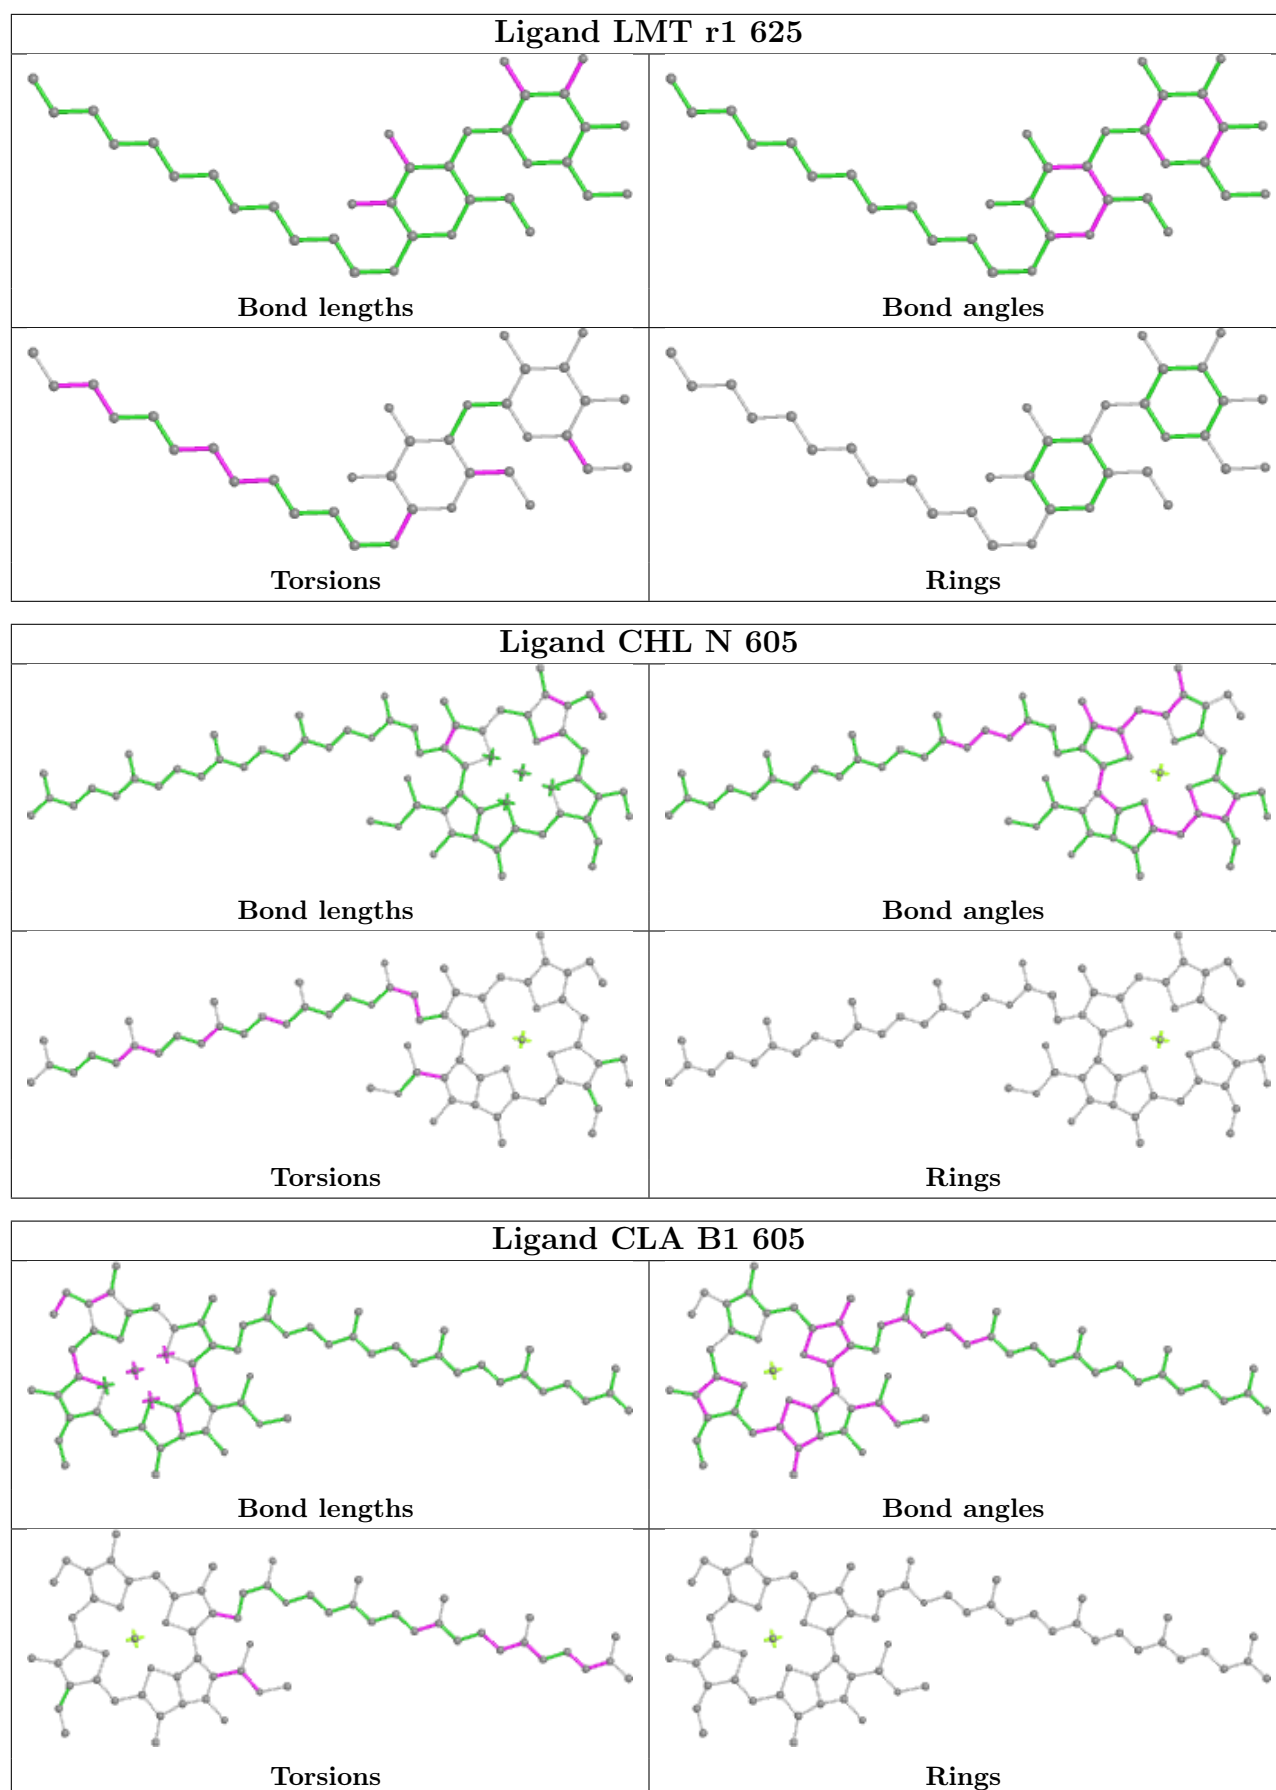 Ligand LMT r1 625
Bond lengths
Bond angles
Torsions
Rings
Ligand CHL N 605
Bond lengths
Bond angles
Torsions
Rings
Ligand CLA B1 605
Bond lengths
Bond angles
Torsions
Rings